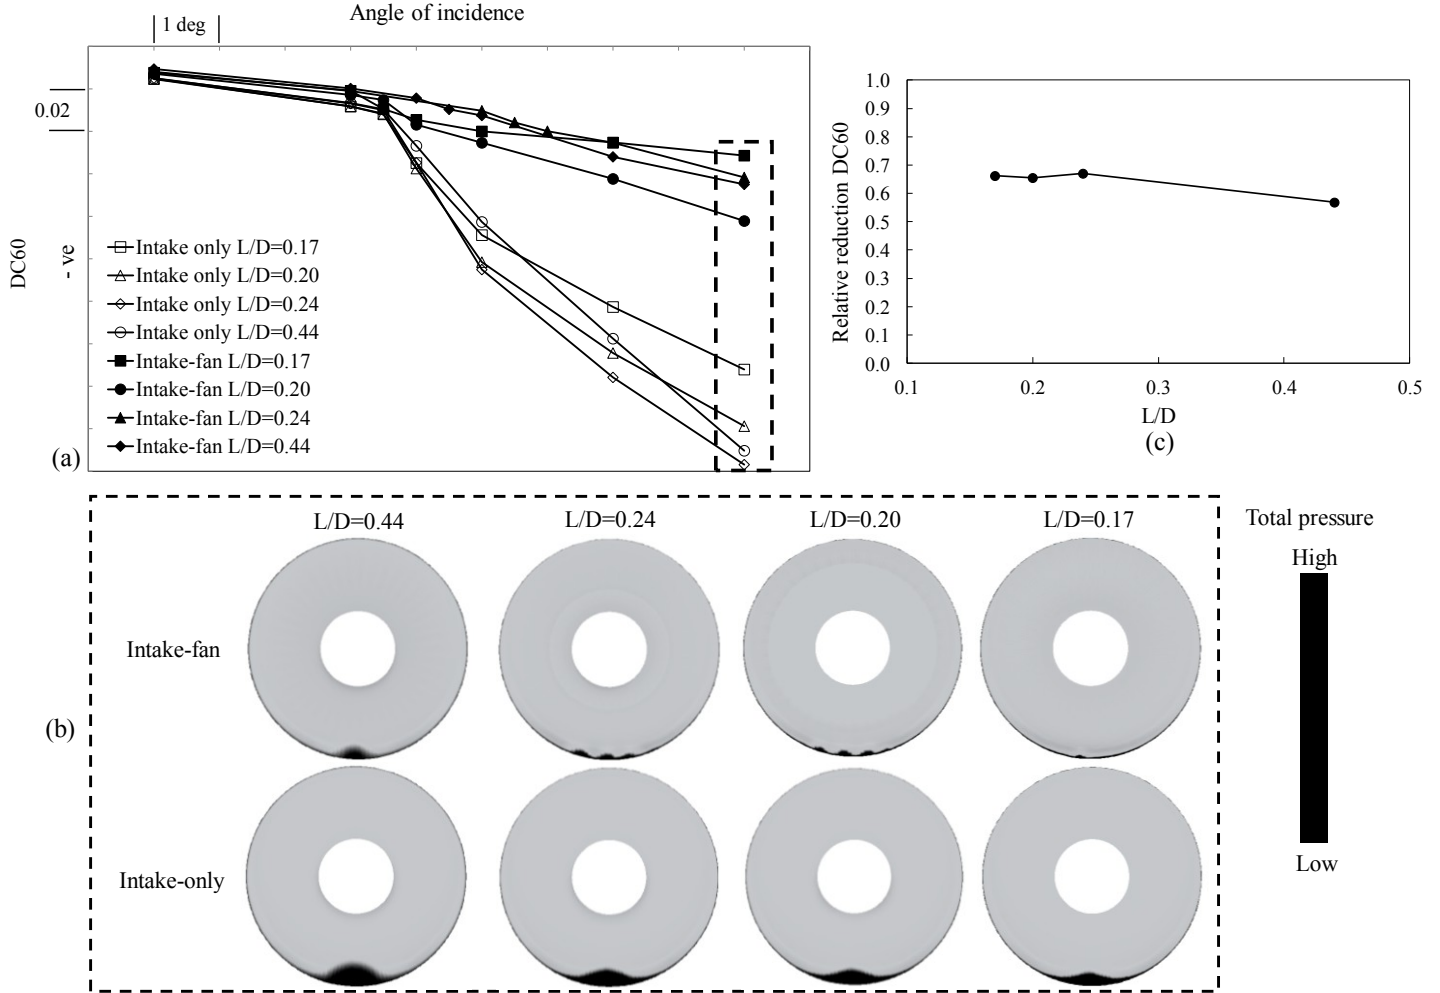 Angle of incidence
1 deg
0.02
DC60
- ve
Intake only L/D=0.17
Intake only L/D=0.20
Intake only L/D=0.24
Intake only L/D=0.44
Intake-fan L/D=0.17
Intake-fan L/D=0.20
Intake-fan L/D=0.24
Intake-fan L/D=0.44
(a)
Relative reduction DC60
1.0
0.9
0.8
0.7
0.6
0.5
0.4
0.3
0.2
0.1
0.0
0.1 0.2 0.3 0.4 0.5
L/D
(c)
L/D=0.44 L/D=0.24 L/D=0.20 L/D=0.17
Intake-fan
(b)
Intake-only
Total pressure
High
Low